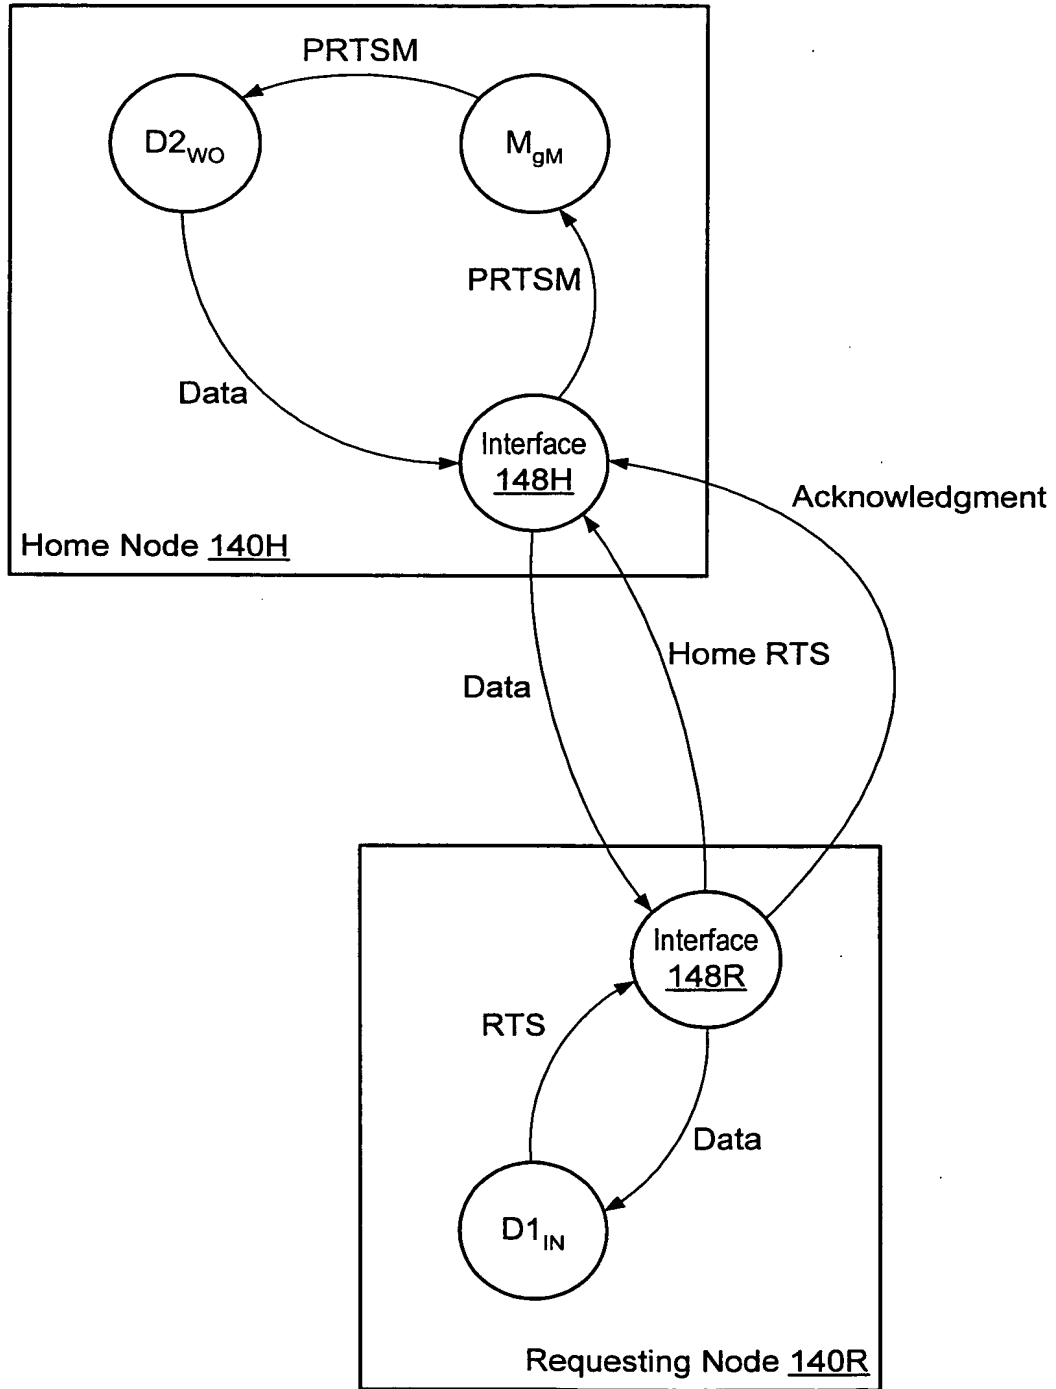 PRTSM
D2WO
MgM
PRTSM
Data
Interface
148H
Acknowledgment
Home Node 140H
Home RTS
Data
Interface
148R
RTS
Data
D1IN
Requesting Node 140R